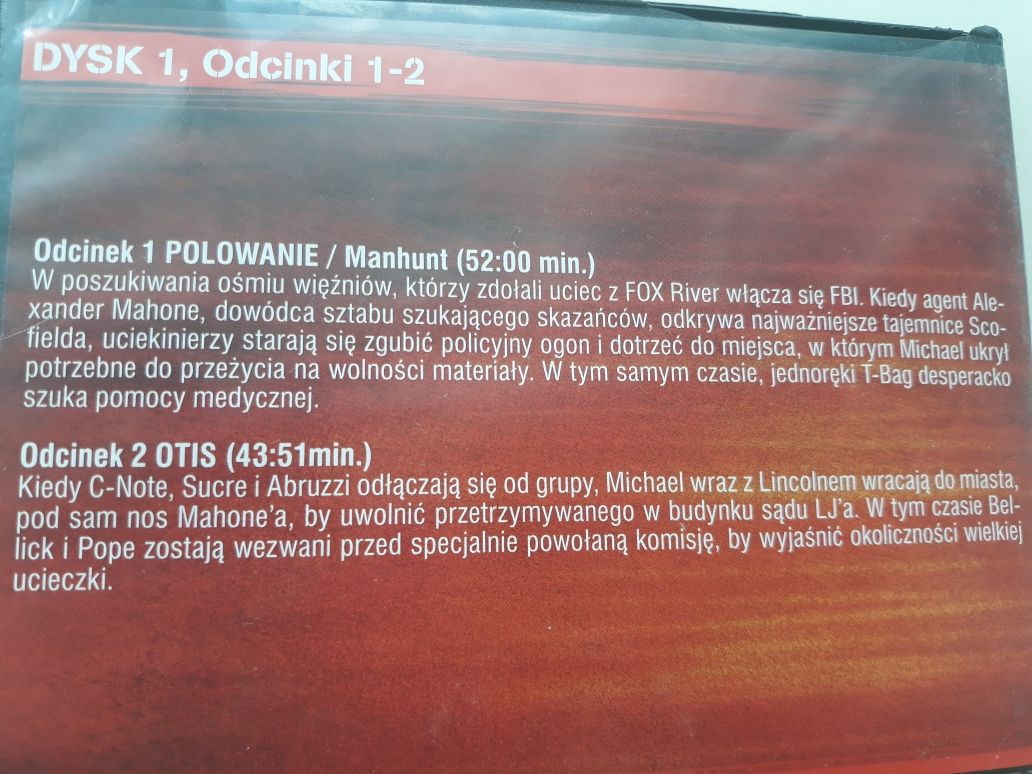 DYSK 1, Odcinki 1-2
Odcinek 1 POLOWANIE / Manhunt (52:00 min.)
W poszukiwania ośmiu więźniów, którzy zdołali uciec z FOX River włącza się FBI. Kiedy agent Ale-
xander Mahone, dowódca sztabu szukającego skazańców, odkrywa najważniejsze tajemnice Sco-
fielda, uciekinierzy starają się zgubić policyjny ogon i dotrzeć do miejsca, w którym Michael ukrył
potrzebne do przeżycia na wolności materiały. W tym samym czasie, jednoręki T-Bag desperacko
szuka pomocy medycznej.
Odcinek 2 OTIS (43:51min.)
Kiedy C-Note, Sucre i Abruzzi odłączają się od grupy, Michael wraz z Lincolnem wracają do miasta,
pod sam nos Mahone'a, by uwolnić przetrzymywanego w budynku sądu LJ'a. W tym czasie Bel-
lick i Pope zostają wezwani przed specjalnie powołaną komisję, by wyjaśnić okoliczności wielkiej
ucieczki.